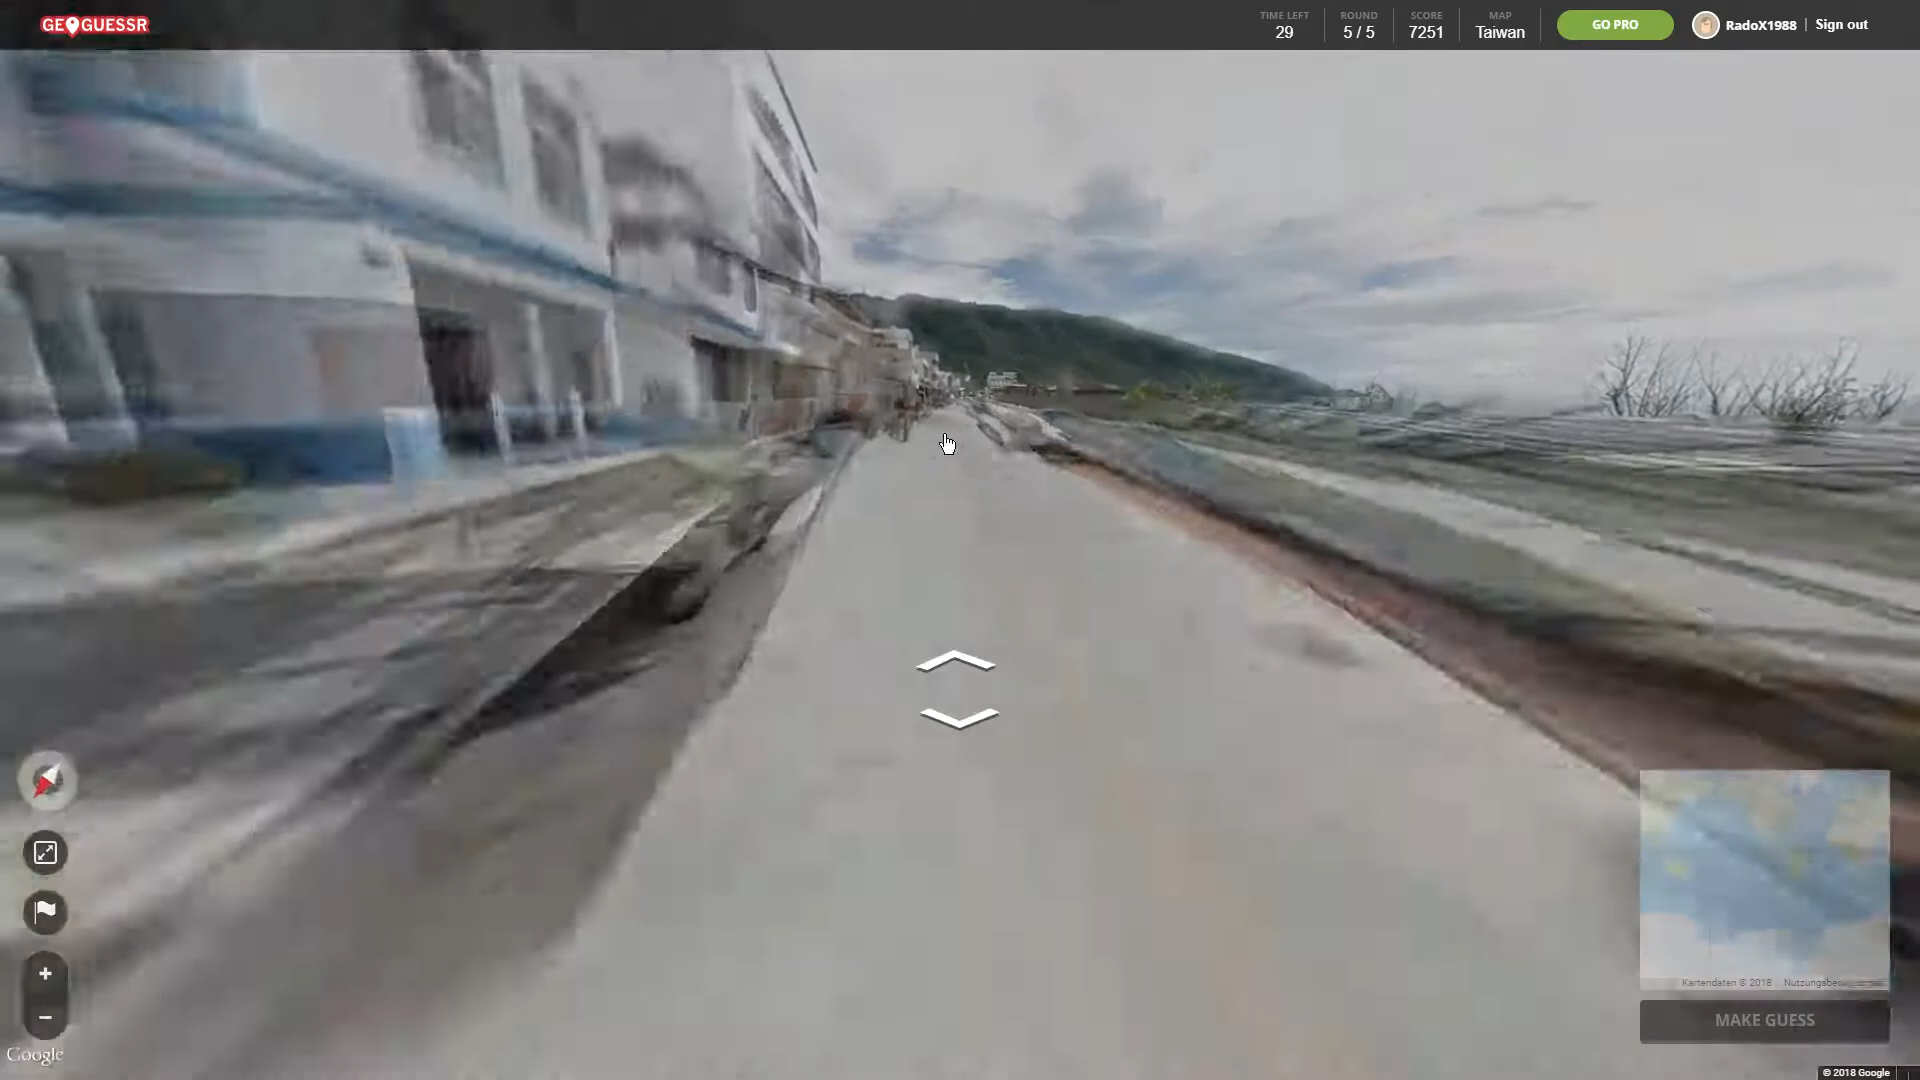 GEOGUESSR
TIME LEFT
29
ROUND
5 / 5
SCORE
7251
MAP
Taiwan
GO PRO
RadoX1988
Sign out
Kartendaten © 2018
MAKE GUESS
Google
© 2018 Google